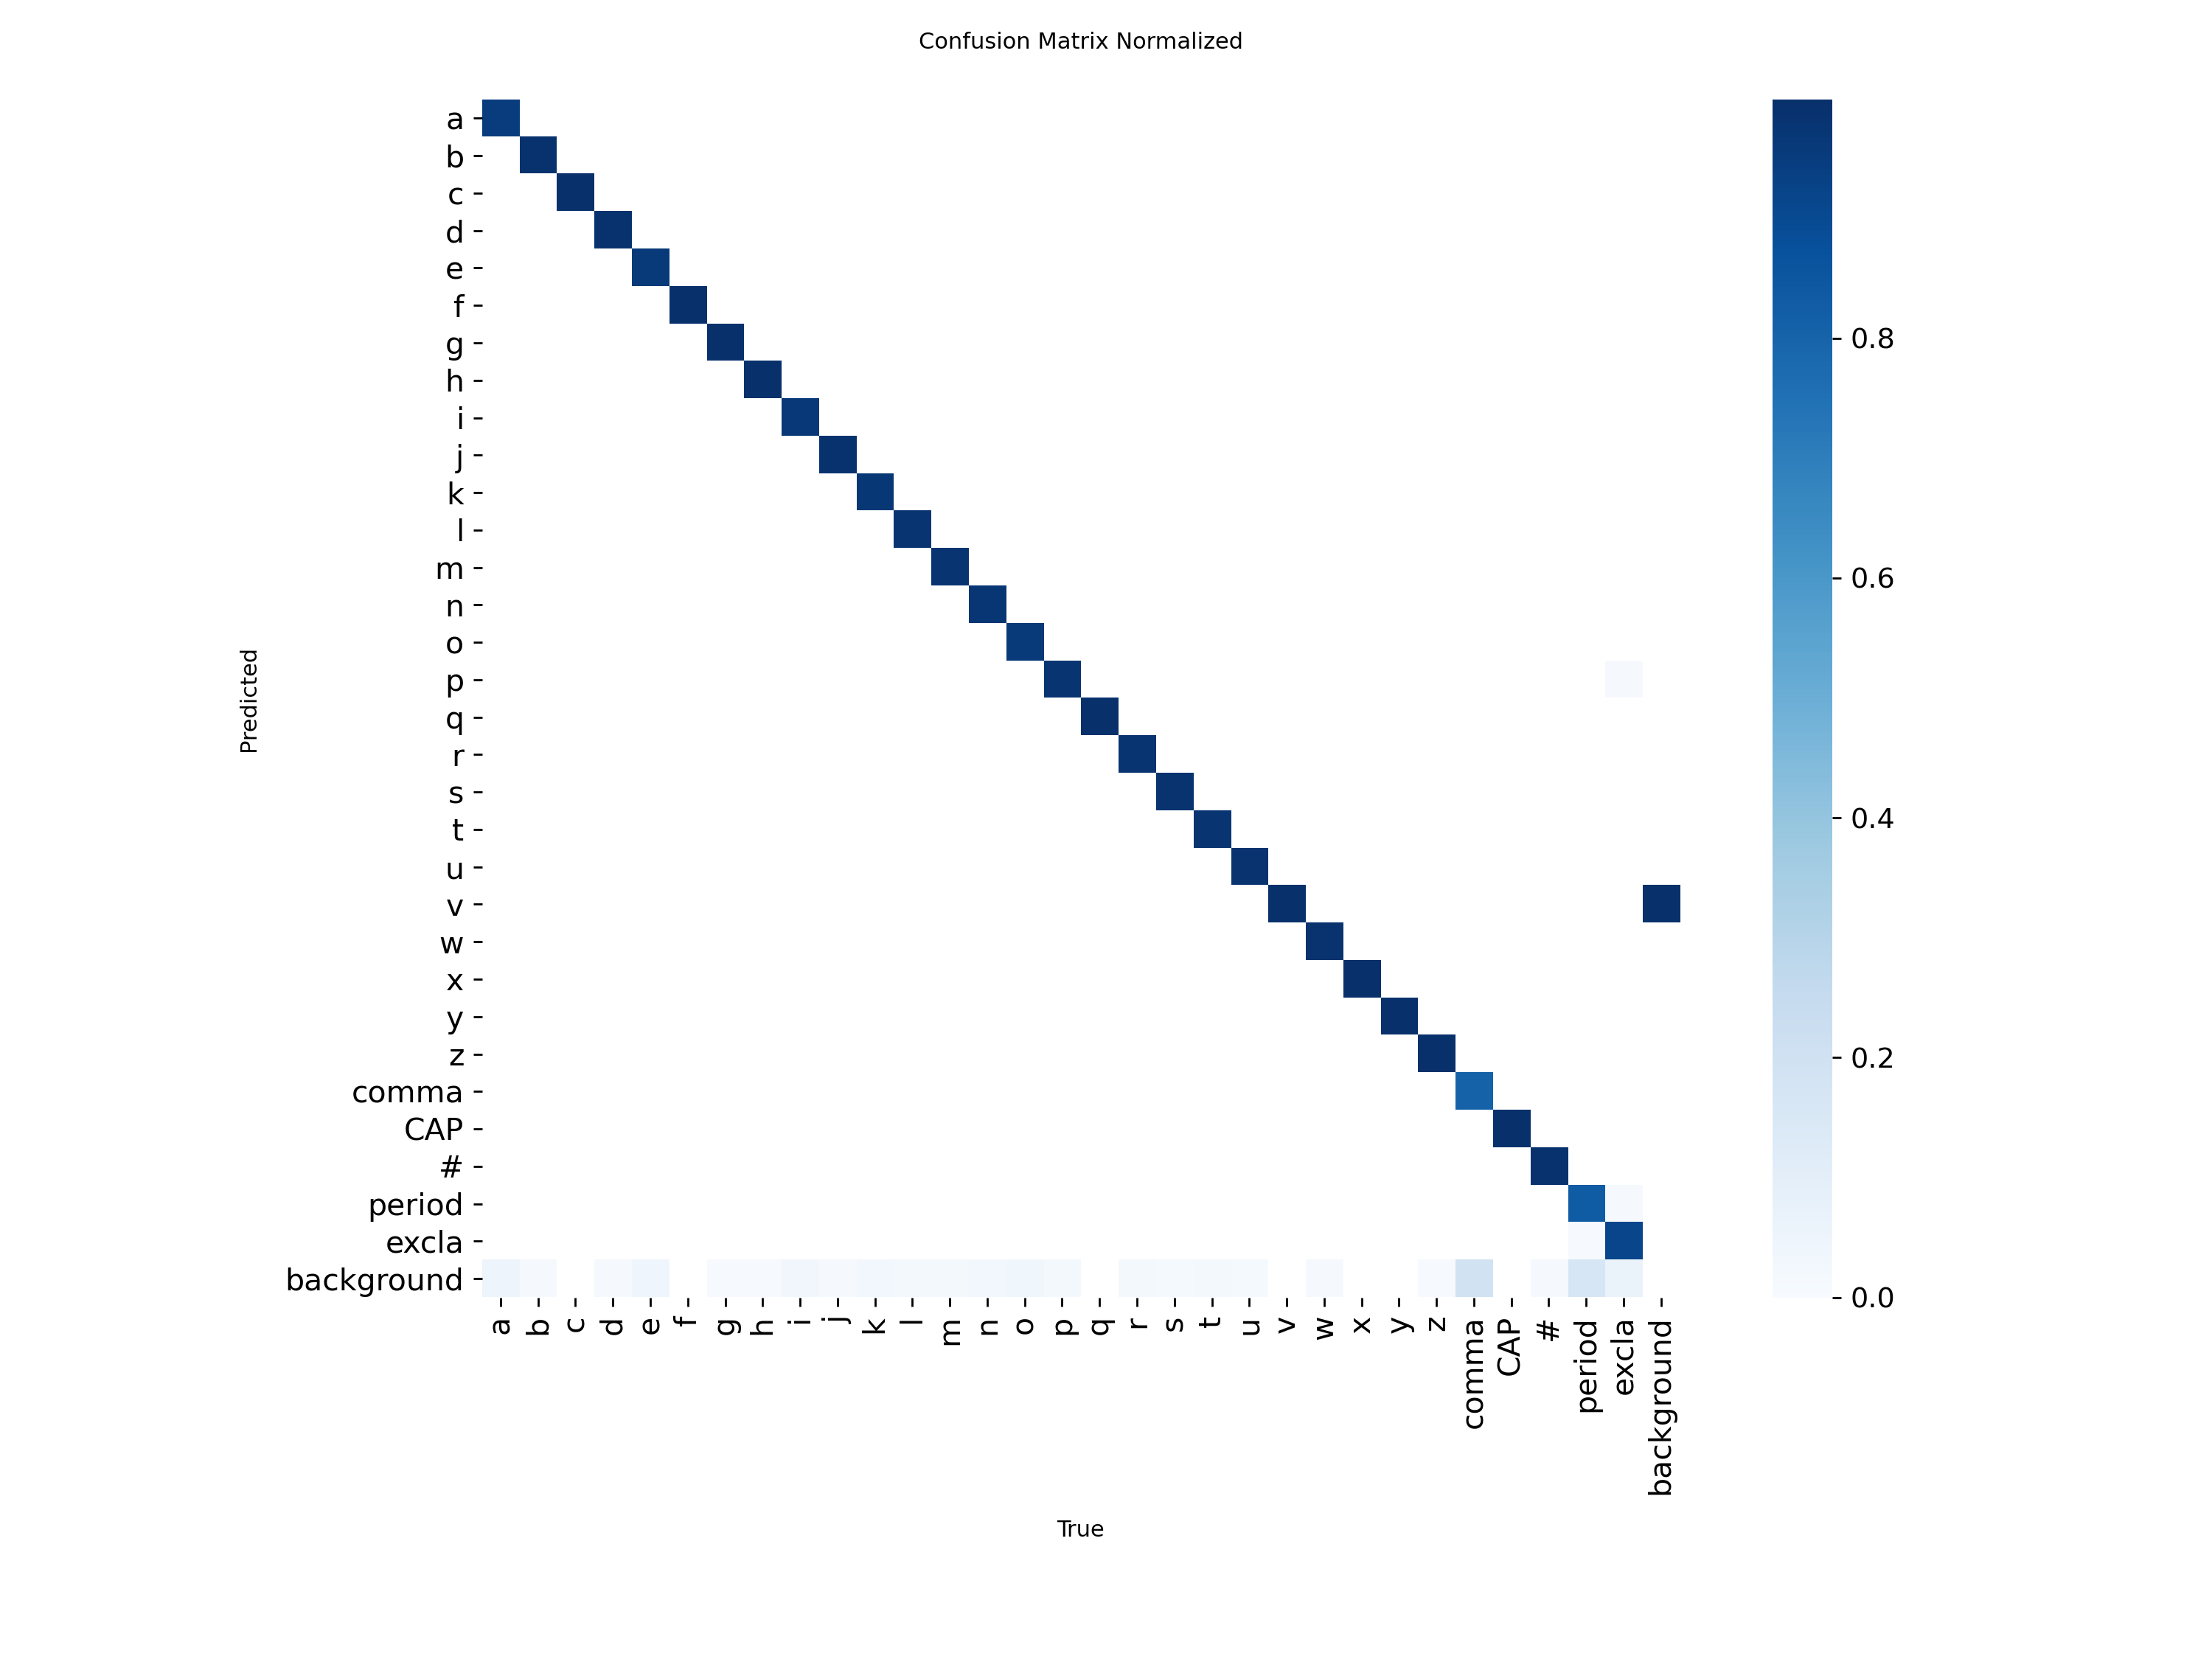 Confusion Matrix Normalized
a
b
c
d
e
f
g
h
i
j
k
l
m
n
o
p
q
r
s
t
u
v
w
x
y
z
comma
CAP
#
period
excla
background
Predicted
a b c d e f g h i j k l m n o p q r s t u v w x y z comma CAP # period excla background
True
0.8
0.6
0.4
0.2
0.0